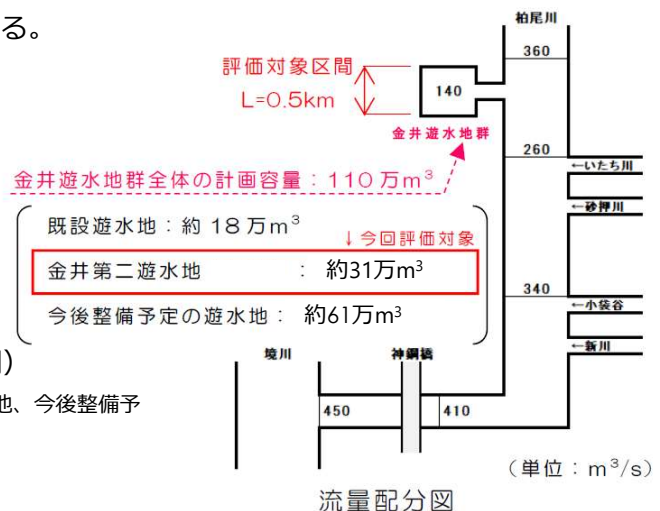 る。
柏尾川
360
評価対象区間
L=0.5km
140
金井遊水地群
260
←いたち川
金井遊水地群全体の計画容量：110万m³
←砂押川
既設遊水地：約 18万m³
↓今回評価対象
金井第二遊水地 ： 約31万m³
340
←小袋谷
今後整備予定の遊水地： 約61万m³
←新川
境川
神鋼橋
)
也、今後整備予
450
410
（単位：m³/s）
流量配分図